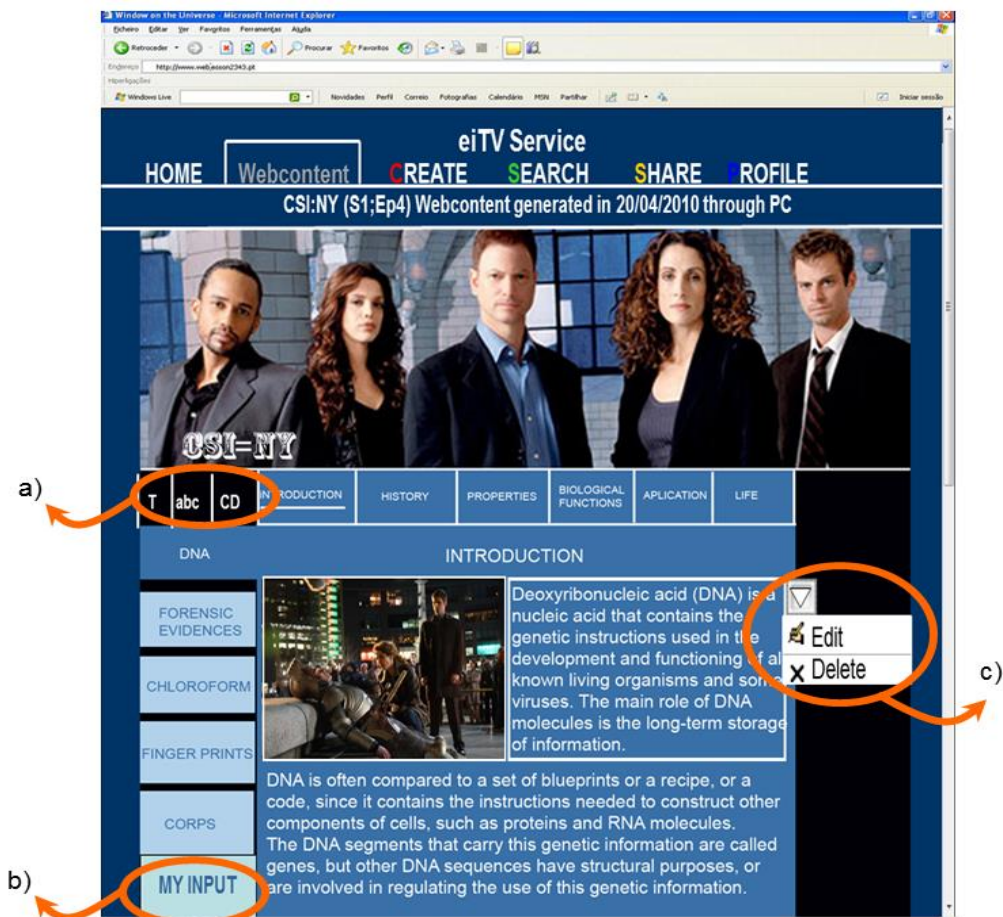 Window on the Universe - Microsoft Internet Explorer
Ficheiro Editar Ver Favoritos Ferramentas Ajuda
Retroceder Procurar Favoritos
Endereço http://www.weblesson2343.pt
Hiperligações
Windows Live Novidades Perfil Correio Fotografias Calendário MSN Partilhar Iniciar sessão
eiTV Service
HOME Webcontent CREATE SEARCH SHARE PROFILE
CSI:NY (S1;Ep4) Webcontent generated in 20/04/2010 through PC
CSI=NY
a)
T abc CD INTRODUCTION HISTORY PROPERTIES BIOLOGICAL FUNCTIONS APLICATION LIFE
DNA
INTRODUCTION
FORENSIC
EVIDENCES
CHLOROFORM
FINGER PRINTS
CORPS
b)
MY INPUT
Deoxyribonucleic acid (DNA) is a
nucleic acid that contains the
genetic instructions used in the
development and functioning of al
known living organisms and some
viruses. The main role of DNA
molecules is the long-term storage
of information.
Edit
Delete
c)
DNA is often compared to a set of blueprints or a recipe, or a
code, since it contains the instructions needed to construct other
components of cells, such as proteins and RNA molecules.
The DNA segments that carry this genetic information are called
genes, but other DNA sequences have structural purposes, or
are involved in regulating the use of this genetic information.